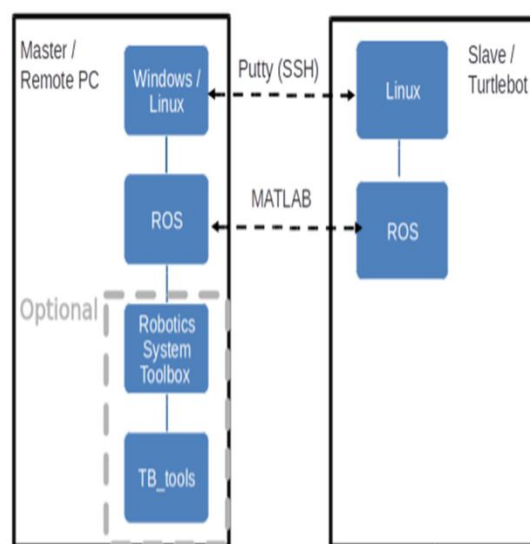 Master /
Remote PC
Windows /
Linux
Putty (SSH)
Linux
Slave /
Turtlebot
ROS
MATLAB
ROS
Optional
Robotics
System
Toolbox
TB_tools